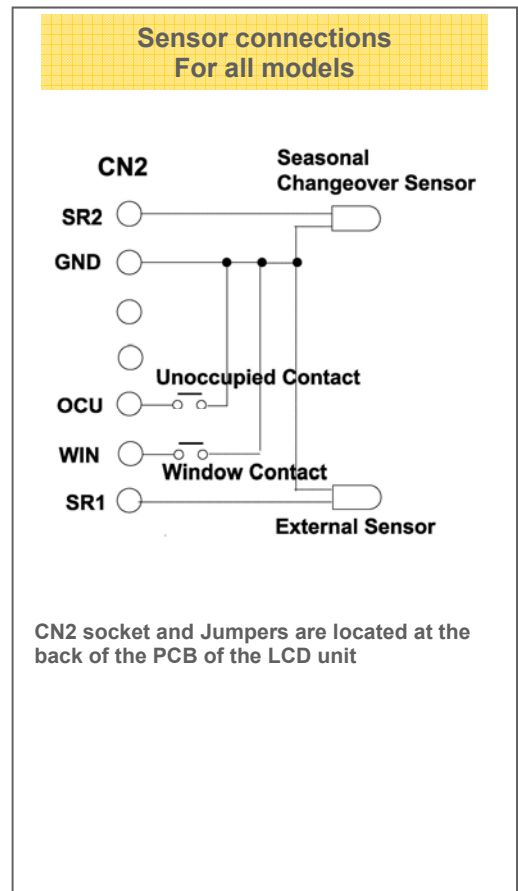 Sensor connections
For all models
CN2
Seasonal
Changeover Sensor
SR2
GND
Unoccupied Contact
OCU
WIN
Window Contact
SR1
External Sensor
CN2 socket and Jumpers are located at the
back of the PCB of the LCD unit